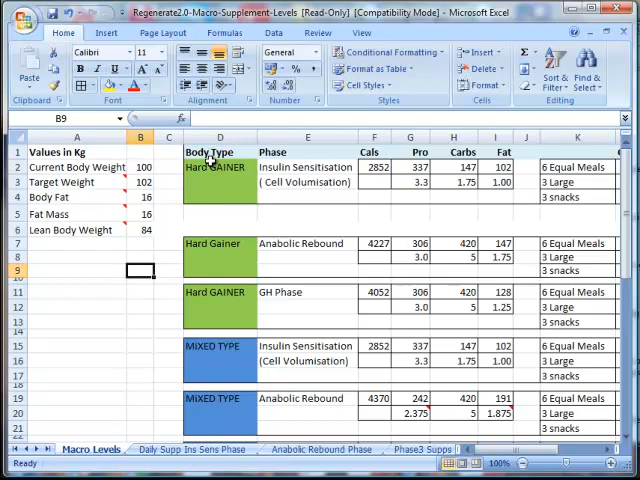 Regenerate2.0-Macro-Supplement-Levels [Read-Only] [Compatibility Mode] - Microsoft Excel
Home Insert Page Layout Formulas Data Review View
Paste
Clipboard
Calibri 11
B I U
Font
Alignment
General
Number
Conditional Formatting
Format as Table
Cell Styles
Styles
Insert
Delete
Format
Cells
Sort & Filter
Find & Select
Editing
B9 fx
A B C D E F G H I J K
1 Values in Kg Body Type Phase Cals Pro Carbs Fat
2 Current Body Weight 100 Hard GAINER Insulin Sensitisation 2852 337 147 102 6 Equal Meals
3 Target Weight 102 ( Cell Volumisation) 3.3 1.75 1.00 3 Large
4 Body Fat 16 3 snacks
5 Fat Mass 16
6 Lean Body Weight 84
7 Hard Gainer Anabolic Rebound 4227 306 420 147 6 Equal Meals
8 3.0 5 1.75 3 Large
9 3 snacks
10
11 Hard GAINER GH Phase 4052 306 420 128 6 Equal Meals
12 3.0 5 1.25 3 Large
13 3 snacks
14
15 MiXED TYPE Insulin Sensitisation 2852 337 147 102 6 Equal Meals
16 (Cell Volumisation) 3.3 1.75 1.00 3 Large
17 3 snacks
18
19 MiXED TYPE Anabolic Rebound 4370 242 420 191 6 Equal Meals
20 2.375 5 1.875 3 Large
21 3 snacks
Macro Levels Daily Supp Ins Sens Phase Anabolic Rebound Phase Phase3 Supps
Ready 100%